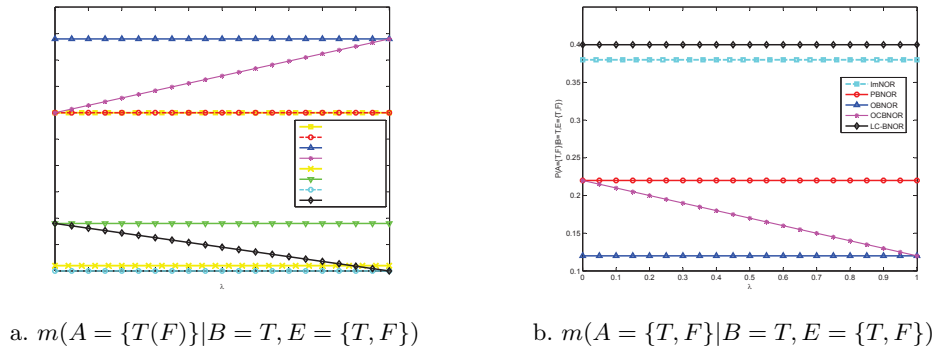 λ
a. m(A = {T(F)}|B = T, E = {T, F})
P(A={T,F}|B=T,E={T,F})
0.4
0.35
0.3
0.25
0.2
0.15
0.1
ImNOR
PBNOR
OBNOR
OCBNOR
LC-BNOR
0 0.1 0.2 0.3 0.4 0.5 0.6 0.7 0.8 0.9 1
λ
b. m(A = {T, F}|B = T, E = {T, F})